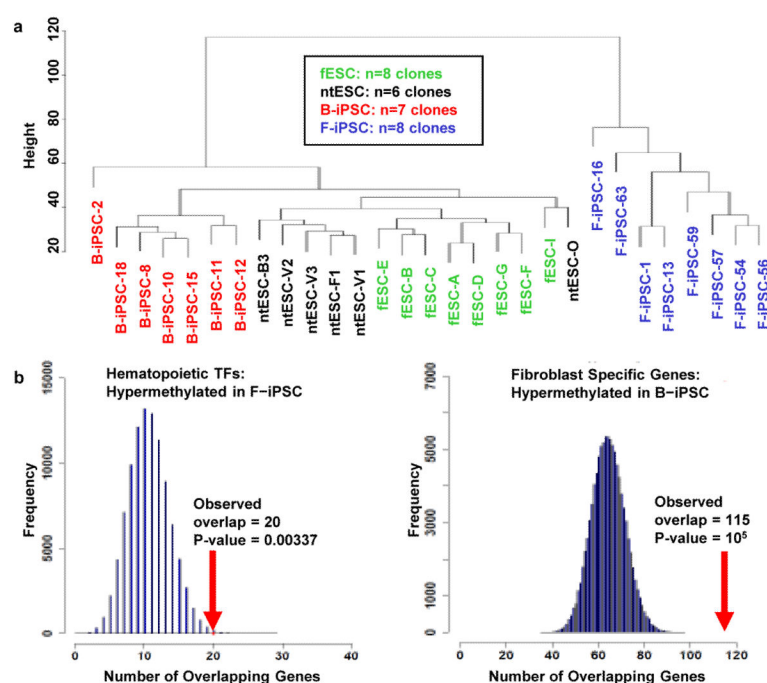 a
120
100
80
60
40
20
Height
fESC: n=8 clones
ntESC: n=6 clones
B-iPSC: n=7 clones
F-iPSC: n=8 clones
B-iPSC-2
B-iPSC-18
B-iPSC-8
B-iPSC-10
B-iPSC-15
B-iPSC-11
B-iPSC-12
ntESC-B3
ntESC-V2
ntESC-V3
ntESC-F1
ntESC-V1
fESC-E
fESC-B
fESC-C
fESC-A
fESC-D
fESC-G
fESC-F
fESC-I
ntESC-O
F-iPSC-16
F-iPSC-63
F-iPSC-1
F-iPSC-13
F-iPSC-59
F-iPSC-57
F-iPSC-54
F-iPSC-56
b
Hematopoietic TFs:
Hypermethylated in F−iPSC
15000
10000
5000
0
Frequency
Observed
overlap = 20
P-value = 0.00337
0 10 20 30 40
Number of Overlapping Genes
Fibroblast Specific Genes:
Hypermethylated in B−iPSC
7000
5000
3000
1000
0
Frequency
Observed
overlap = 115
P-value = 10⁵
0 20 40 60 80 100 120
Number of Overlapping Genes